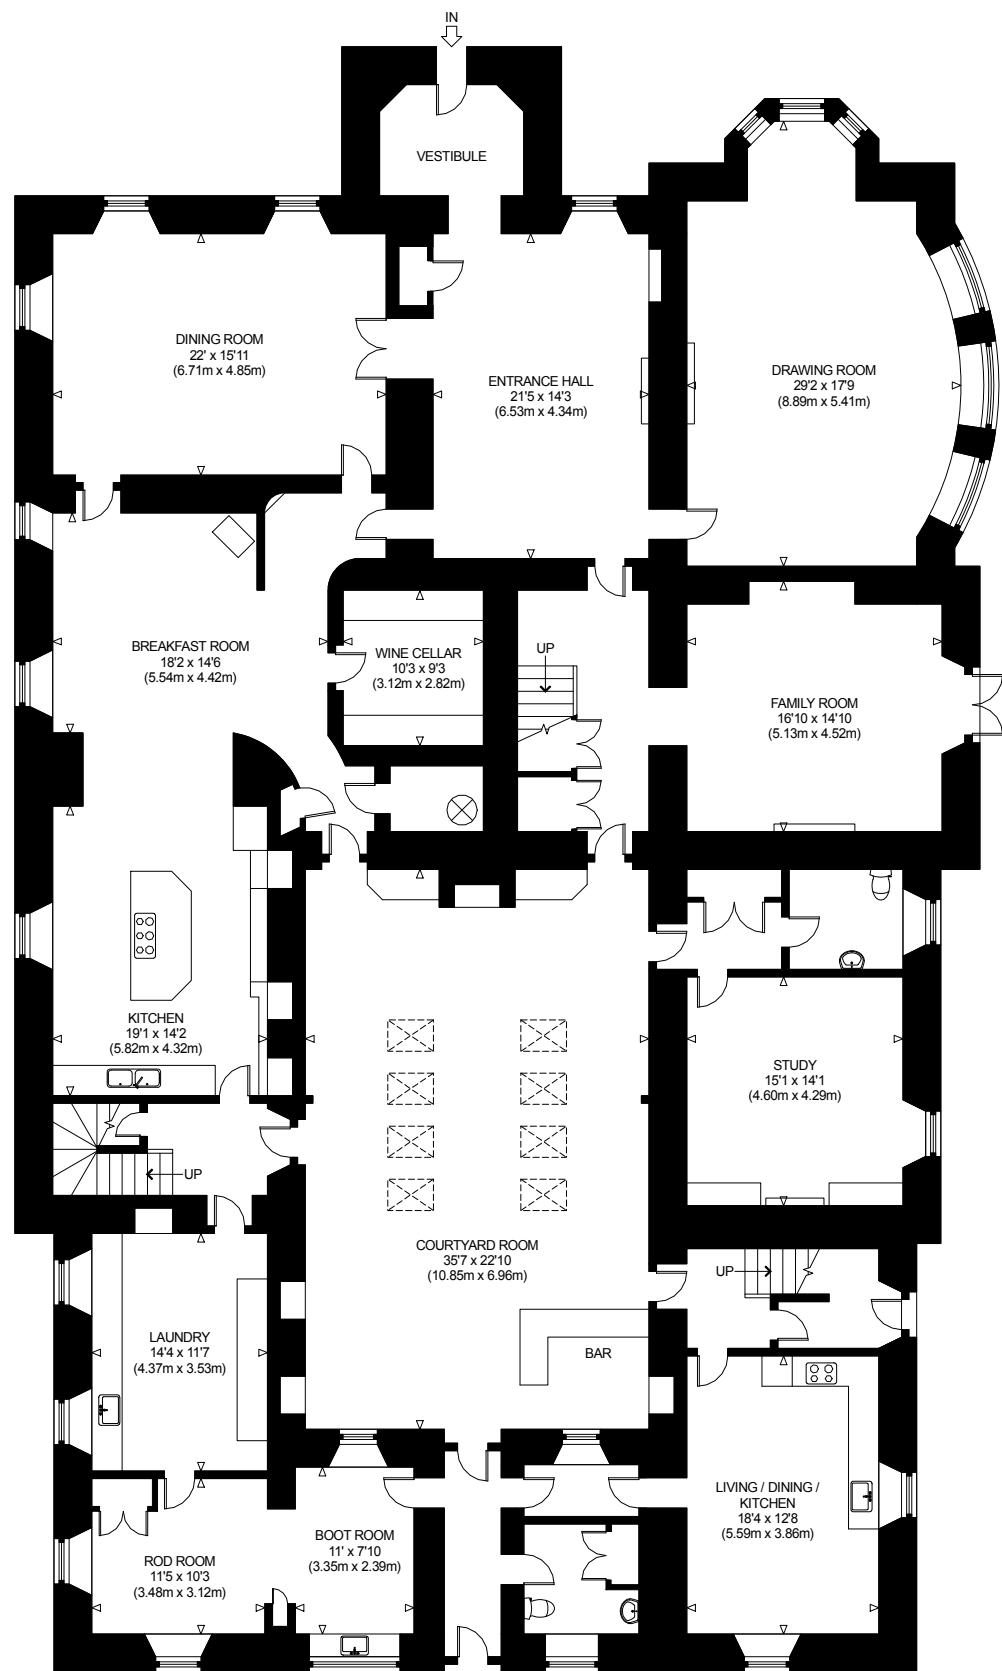 IN
VESTIBULE
DINING ROOM
22' x 15'11
(6.71m x 4.85m)
ENTRANCE HALL
21'5 x 14'3
(6.53m x 4.34m)
DRAWING ROOM
29'2 x 17'9
(8.89m x 5.41m)
BREAKFAST ROOM
18'2 x 14'6
(5.54m x 4.42m)
WINE CELLAR
10'3 x 9'3
(3.12m x 2.82m)
UP
FAMILY ROOM
16'10 x 14'10
(5.13m x 4.52m)
KITCHEN
19'1 x 14'2
(5.82m x 4.32m)
STUDY
15'1 x 14'1
(4.60m x 4.29m)
UP
COURTYARD ROOM
35'7 x 22'10
(10.85m x 6.96m)
UP
LAUNDRY
14'4 x 11'7
(4.37m x 3.53m)
BAR
LIVING / DINING /
KITCHEN
18'4 x 12'8
(5.59m x 3.86m)
BOOT ROOM
11' x 7'10
(3.35m x 2.39m)
ROD ROOM
11'5 x 10'3
(3.48m x 3.12m)